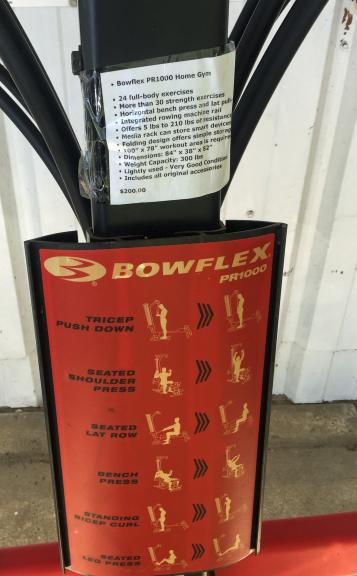 • Bowflex PR1000 Home Gym
• 24 full-body exercises
• More than 30 strength exercises
• Horizontal bench press and lat pull-
• Integrated rowing machine rail
• Offers 5 lbs to 210 lbs of resistance
• Media rack can store smart devices
• Folding design offers simple storag
• 100" x 78" workout area is require
• Dimensions: 84" x 38" x 82"
• Weight Capacity: 300 lbs
• Lightly used - Very Good Condition
• Includes all original accessories
$200.00
BOWFLEX®
PR1000
TRICEP
PUSH DOWN
SEATED
SHOULDER
PRESS
SEATED
LAT ROW
BENCH
PRESS
STANDING
BICEP CURL
SEATED
LEG PRESS